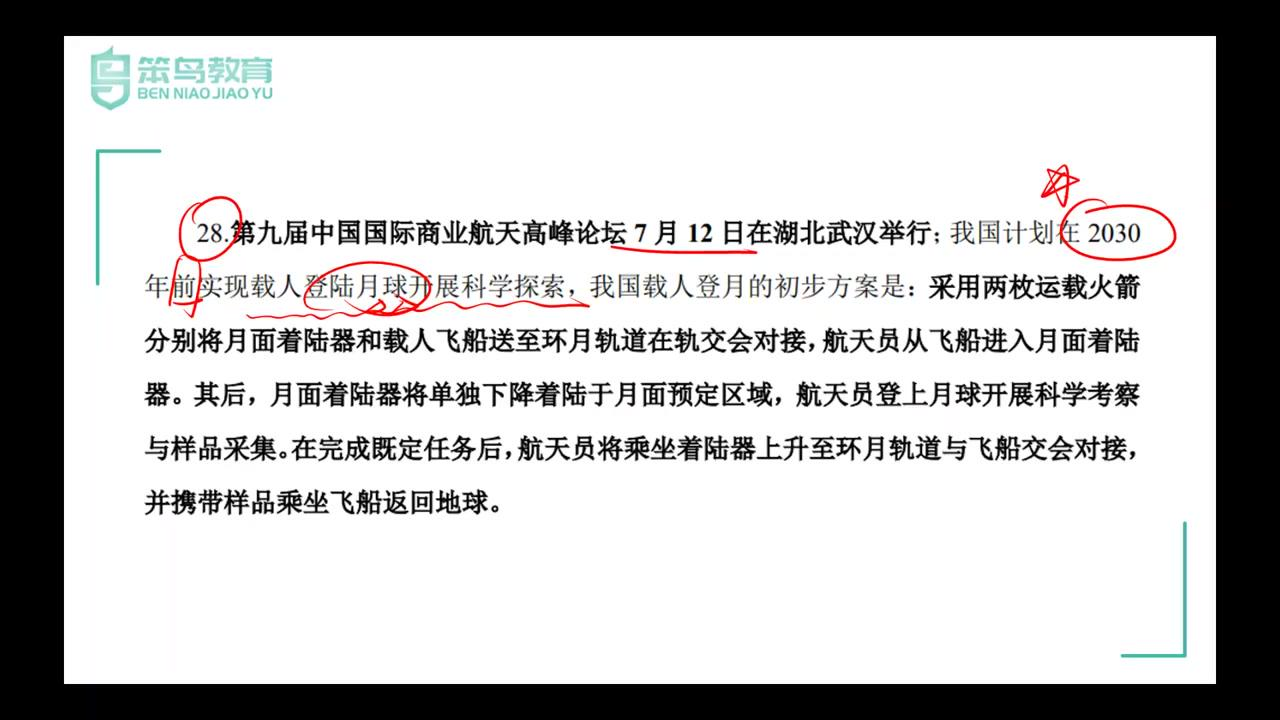 笨鸟教育
BEN NIAO JIAO YU
28.第九届中国国际商业航天高峰论坛 7 月 12 日在湖北武汉举行；我国计划在 2030
年前实现载人登陆月球开展科学探索，我国载人登月的初步方案是：采用两枚运载火箭
分别将月面着陆器和载人飞船送至环月轨道在轨交会对接，航天员从飞船进入月面着陆
器。其后，月面着陆器将单独下降着陆于月面预定区域，航天员登上月球开展科学考察
与样品采集。在完成既定任务后，航天员将乘坐着陆器上升至环月轨道与飞船交会对接，
并携带样品乘坐飞船返回地球。